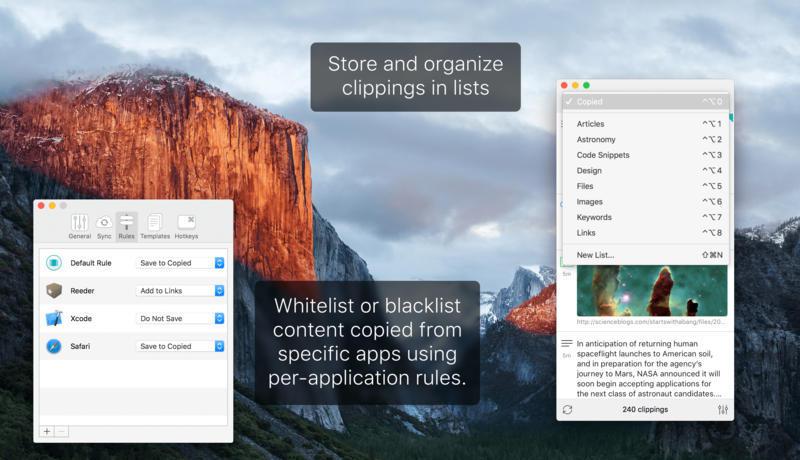 Store and organize
clippings in lists
General Sync Rules Templates Hotkeys
Default Rule Save to Copied
Reeder Add to Links
Xcode Do Not Save
Safari Save to Copied
Whitelist or blacklist
content copied from
specific apps using
per-application rules.
✓ Copied ⌃⌥0
Articles ⌃⌥1
Astronomy ⌃⌥2
Code Snippets ⌃⌥3
Design ⌃⌥4
Files ⌃⌥5
Images ⌃⌥6
Keywords ⌃⌥7
Links ⌃⌥8
New List... ⇧⌘N
5m
http://scienceblogs.com/startswithabang/files/20...
In anticipation of returning human
5m spaceflight launches to American soil,
and in preparation for the agency's
journey to Mars, NASA announced it will
soon begin accepting applications for
the next class of astronaut candidates....
240 clippings